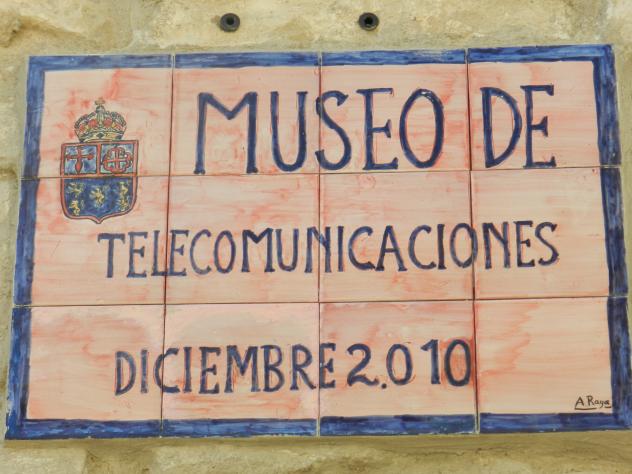 MUSEO DE
TELECOMUNICACIONES
DICIEMBRE 2.010
A. Raya